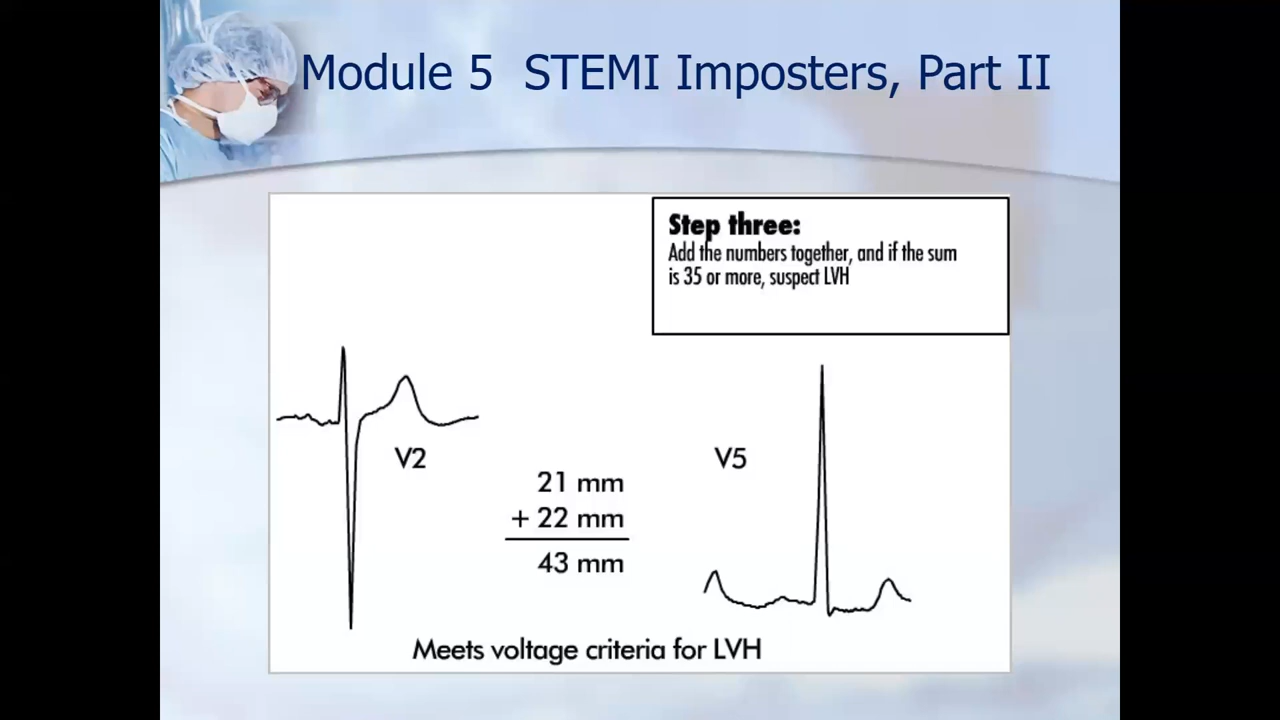 Module 5  STEMI Imposters, Part II
Step three:
Add the numbers together, and if the sum
is 35 or more, suspect LVH
V2
V5
21 mm
+ 22 mm
43 mm
Meets voltage criteria for LVH